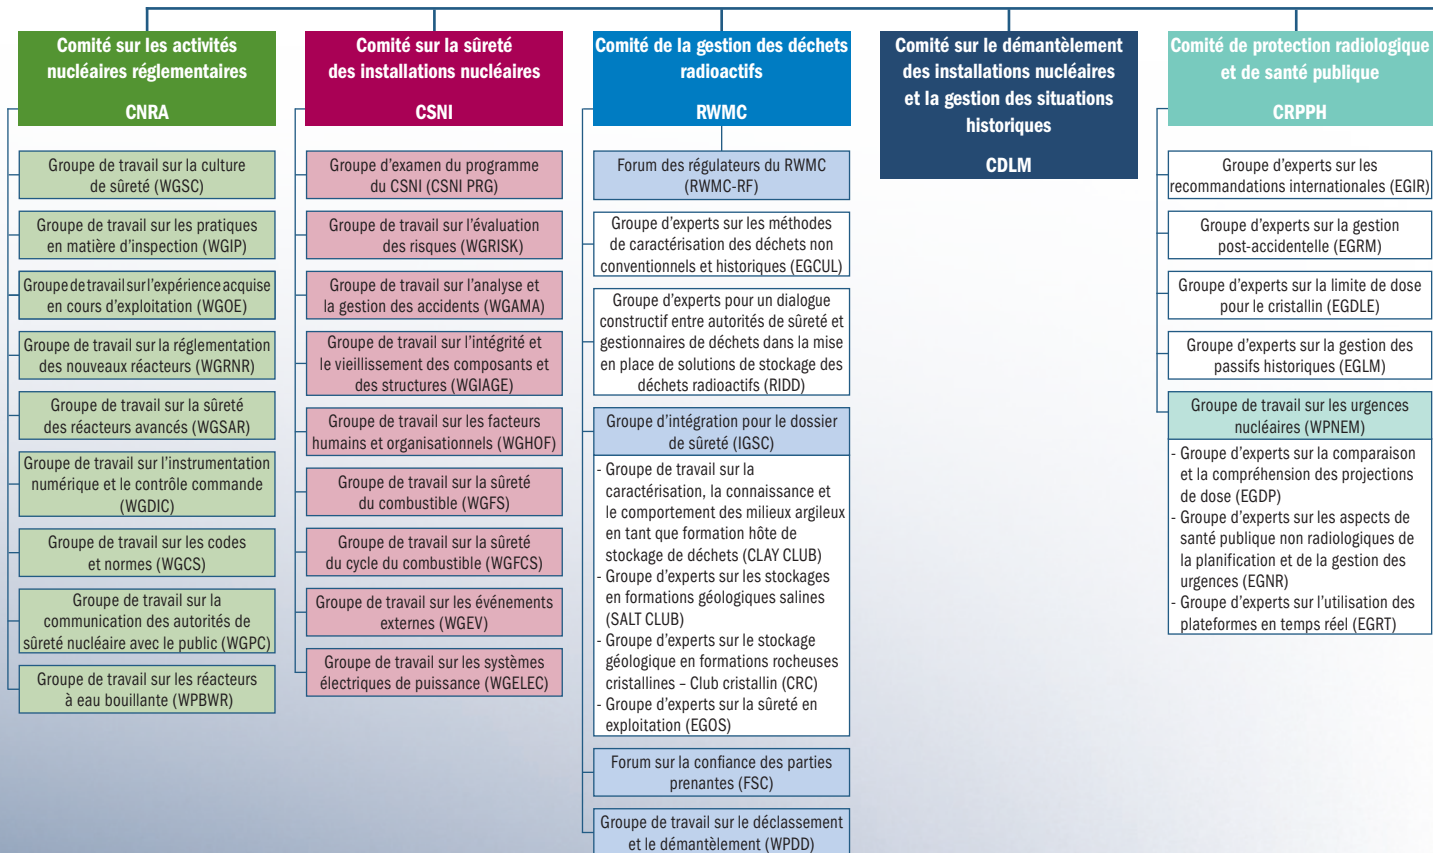 Comité sur les activités
nucléaires réglementaires
CNRA
Groupe de travail sur la culture
de sûreté (WGSC)
Groupe de travail sur les pratiques
en matière d'inspection (WGIP)
Groupe de travail sur l'expérience acquise
en cours d'exploitation (WGOE)
Groupe de travail sur la réglementation
des nouveaux réacteurs (WGRNR)
Groupe de travail sur la sûreté
des réacteurs avancés (WGSAR)
Groupe de travail sur l'instrumentation
numérique et le contrôle commande
(WGDIC)
Groupe de travail sur les codes
et normes (WGCS)
Groupe de travail sur la
communication des autorités de
sûreté nucléaire avec le public (WGPC)
Groupe de travail sur les réacteurs
à eau bouillante (WPBWR)
Comité sur la sûreté
des installations nucléaires
CSNI
Groupe d'examen du programme
du CSNI (CSNI PRG)
Groupe de travail sur l'évaluation
des risques (WGRISK)
Groupe de travail sur l'analyse et
la gestion des accidents (WGAMA)
Groupe de travail sur l'intégrité et
le vieillissement des composants et
des structures (WGIAGE)
Groupe de travail sur les facteurs
humains et organisationnels (WGHOF)
Groupe de travail sur la sûreté
du combustible (WGFS)
Groupe de travail sur la sûreté
du cycle du combustible (WGFCS)
Groupe de travail sur les événements
externes (WGEV)
Groupe de travail sur les systèmes
électriques de puissance (WGELEC)
Comité de la gestion des déchets
radioactifs
RWMC
Forum des régulateurs du RWMC
(RWMC-RF)
Groupe d'experts sur les méthodes
de caractérisation des déchets non
conventionnels et historiques (EGCUL)
Groupe d'experts pour un dialogue
constructif entre autorités de sûreté et
gestionnaires de déchets dans la mise
en place de solutions de stockage des
déchets radioactifs (RIDD)
Groupe d'intégration pour le dossier
de sûreté (IGSC)
- Groupe de travail sur la
caractérisation, la connaissance et
le comportement des milieux argileux
en tant que formation hôte de
stockage de déchets (CLAY CLUB)
- Groupe d'experts sur les stockages
en formations géologiques salines
(SALT CLUB)
- Groupe d'experts sur le stockage
géologique en formations rocheuses
cristallines – Club cristallin (CRC)
- Groupe d'experts sur la sûreté en
exploitation (EGOS)
Forum sur la confiance des parties
prenantes (FSC)
Groupe de travail sur le déclassement
et le démantèlement (WPDD)
Comité sur le démantèlement
des installations nucléaires
et la gestion des situations
historiques
CDLM
Comité de protection radiologique
et de santé publique
CRPPH
Groupe d'experts sur les
recommandations internationales (EGIR)
Groupe d'experts sur la gestion
post-accidentelle (EGRM)
Groupe d'experts sur la limite de dose
pour le cristallin (EGDLE)
Groupe d'experts sur la gestion des
passifs historiques (EGLM)
Groupe de travail sur les urgences
nucléaires (WPNEM)
- Groupe d'experts sur la comparaison
et la compréhension des projections
de dose (EGDP)
- Groupe d'experts sur les aspects de
santé publique non radiologiques de
la planification et de la gestion des
urgences (EGNR)
- Groupe d'experts sur l'utilisation des
plateformes en temps réel (EGRT)